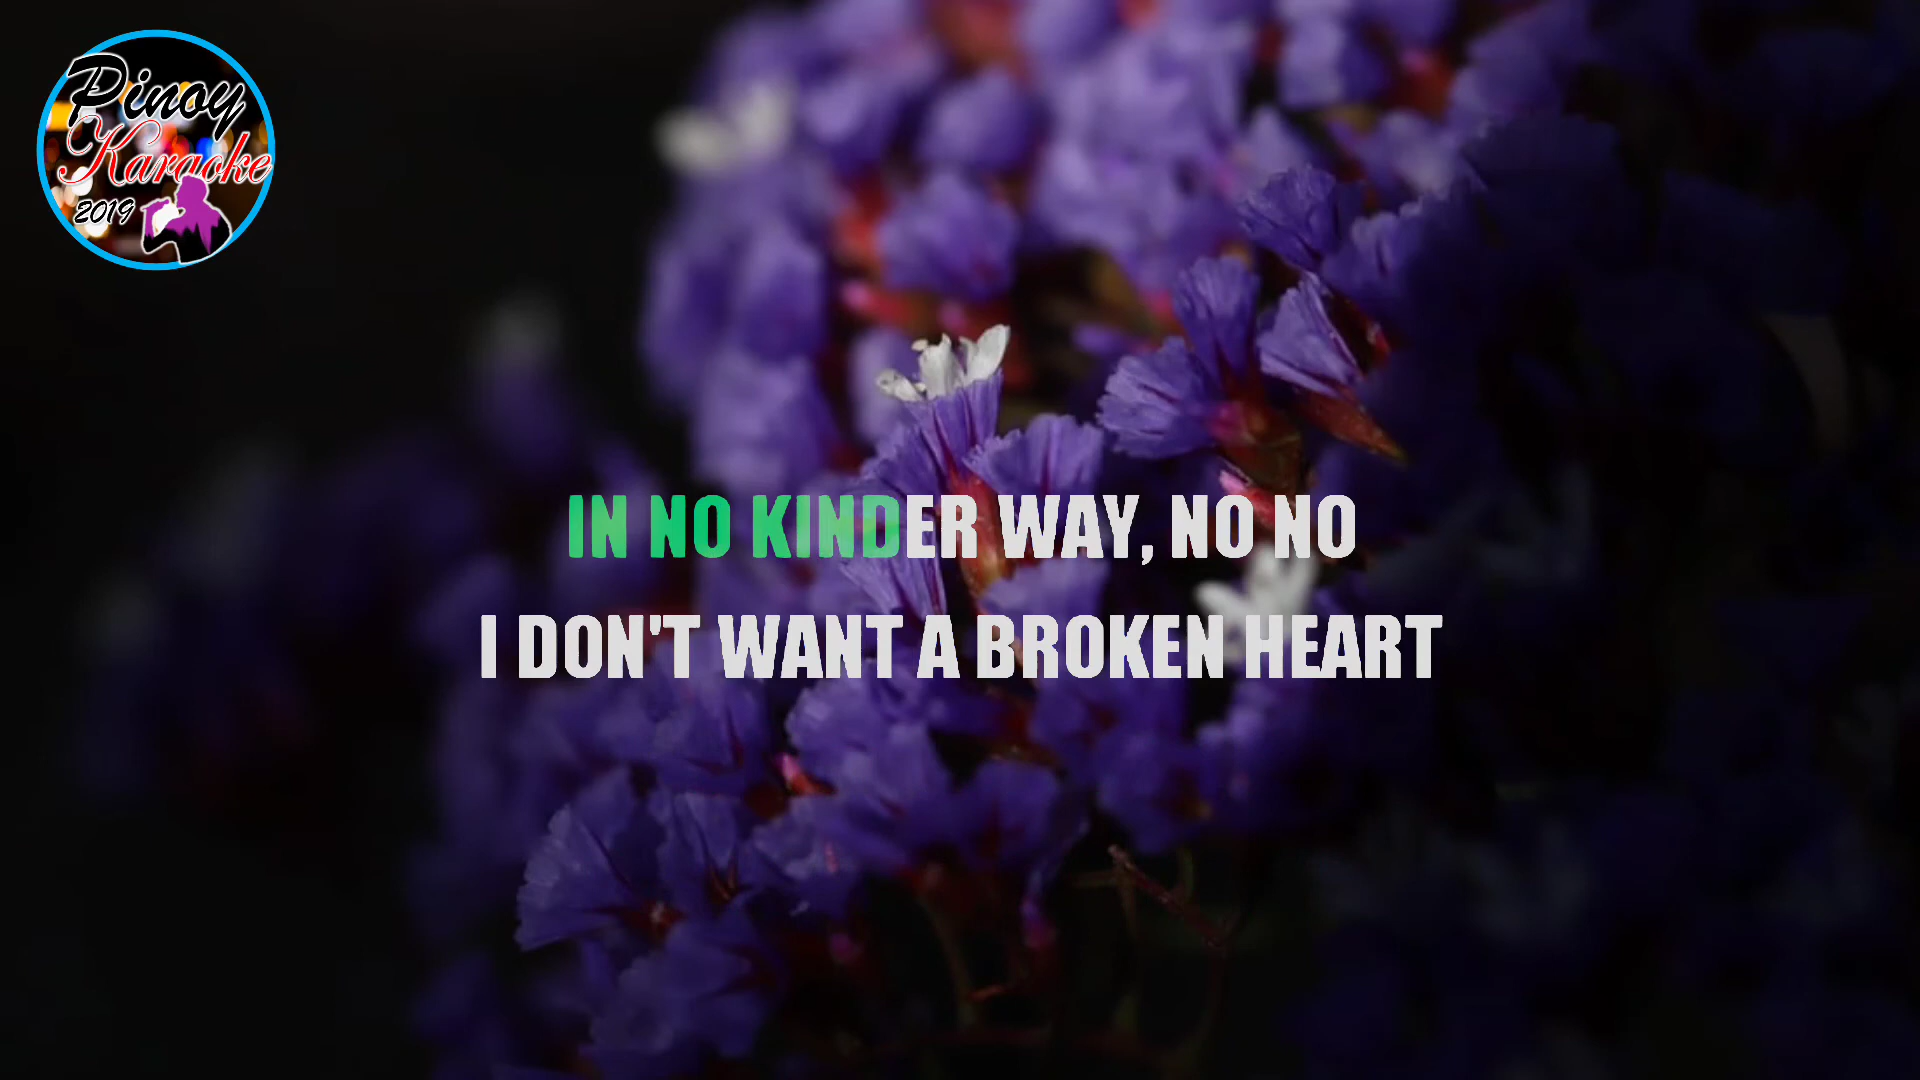 Pinoy
Karaoke
2019
IN NO KINDER WAY, NO NO
I DON'T WANT A BROKEN HEART